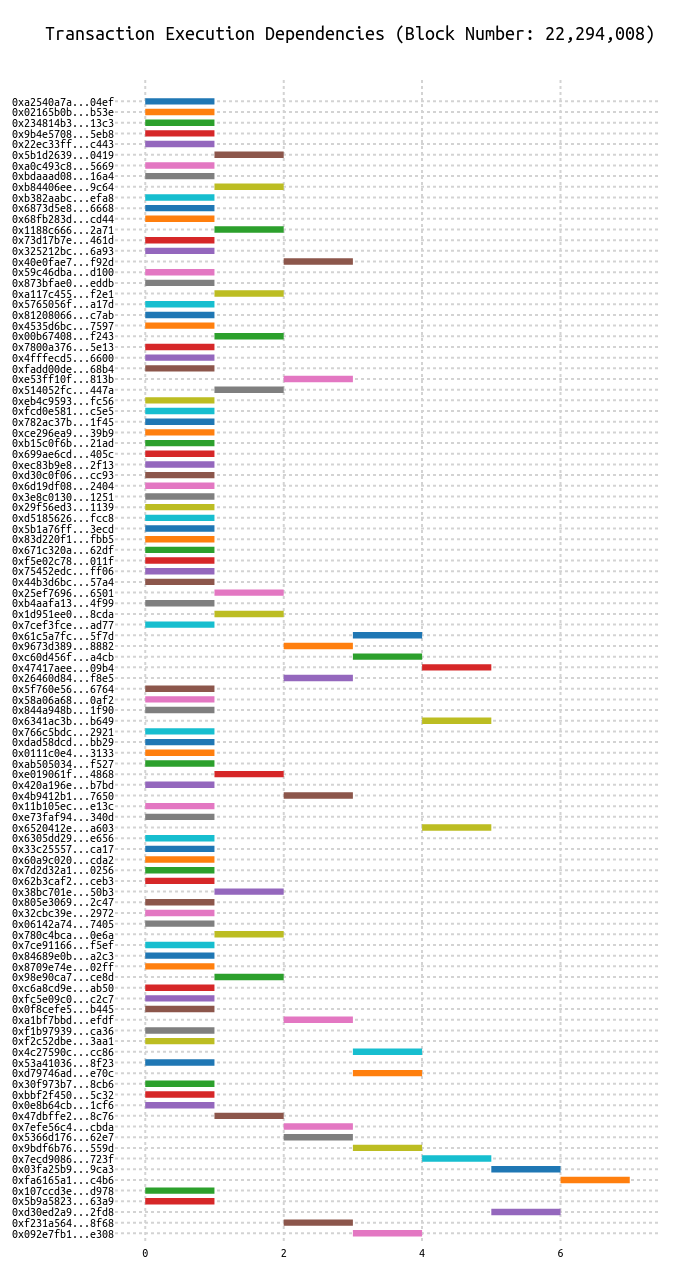 Transaction Execution Dependencies (Block Number: 22,294,008)
0xa2540a7a...04ef
0x02165b0b...b53e
0x234814b3...13c3
0x9b4e5708...5eb8
0x22ec33ff...c443
0x5b1d2639...0419
0xa0c493c8...5669
0xbdaaad08...16a4
0xb84406ee...9c64
0xb382aabc...efa8
0x6873d5e8...6668
0x68fb283d...cd44
0x1188c666...2a71
0x73d17b7e...461d
0x325212bc...6a93
0x40e0fae7...f92d
0x59c46dba...d100
0x873bfae0...eddb
0xa117c455...f2e1
0x5765056f...a17d
0x81208066...c7ab
0x4535d6bc...7597
0x00b67408...f243
0x7800a376...5e13
0x4fffecd5...6600
0xfadd00de...68b4
0xe53ff10f...813b
0x514052fc...447a
0xeb4c9593...fc56
0xfcd0e581...c5e5
0x782ac37b...1f45
0xce296ea9...39b9
0xb15c0f6b...21ad
0x699ae6cd...405c
0xec83b9e8...2f13
0xd30c0f06...cc93
0x6d19df08...2404
0x3e8c0130...1251
0x29f56ed3...1139
0xd5185626...fcc8
0x5b1a76ff...3ecd
0x83d220f1...fbb5
0x671c320a...62df
0xf5e02c78...011f
0x75452edc...ff06
0x44b3d6bc...57a4
0x25ef7696...6501
0xb4aafa13...4f99
0x1d951ee0...8cda
0x7cef3fce...ad77
0x61c5a7fc...5f7d
0x9673d389...8882
0xc60d456f...a4cb
0x47417aee...09b4
0x26460d84...f8e5
0x5f760e56...6764
0x58a06a68...0af2
0x844a948b...1f90
0x6341ac3b...b649
0x766c5bdc...2921
0xdad58dcd...bb29
0x0111c0e4...3133
0xab505034...f527
0xe019061f...4868
0x420a196e...b7bd
0x4b9412b1...7650
0x11b105ec...e13c
0xe73faf94...340d
0x6520412e...a603
0x6305dd29...e656
0x33c25557...ca17
0x60a9c020...cda2
0x7d2d32a1...0256
0x62b3caf2...ceb3
0x38bc701e...50b3
0x805e3069...2c47
0x32cbc39e...2972
0x06142a74...7405
0x780c4bca...0e6a
0x7ce91166...f5ef
0x84689e0b...a2c3
0x8709e74e...02ff
0x98e90ca7...ce8d
0xc6a8cd9e...ab50
0xfc5e09c0...c2c7
0x0f8cefe5...b445
0xa1bf7bbd...efdf
0xf1b97939...ca36
0xf2c52dbe...3aa1
0x4c27590c...cc86
0x53a41036...8f23
0xd79746ad...e70c
0x30f973b7...8cb6
0xbbf2f450...5c32
0x0e8b64cb...1cf6
0x47dbffe2...8c76
0x7efe56c4...cbda
0x5366d176...62e7
0x9bdf6b76...559d
0x7ecd9086...723f
0x03fa25b9...9ca3
0xfa6165a1...c4b6
0x107ccd3e...d978
0x5b9a5823...63a9
0xd30ed2a9...2fd8
0xf231a564...8f68
0x092e7fb1...e308
0 2 4 6